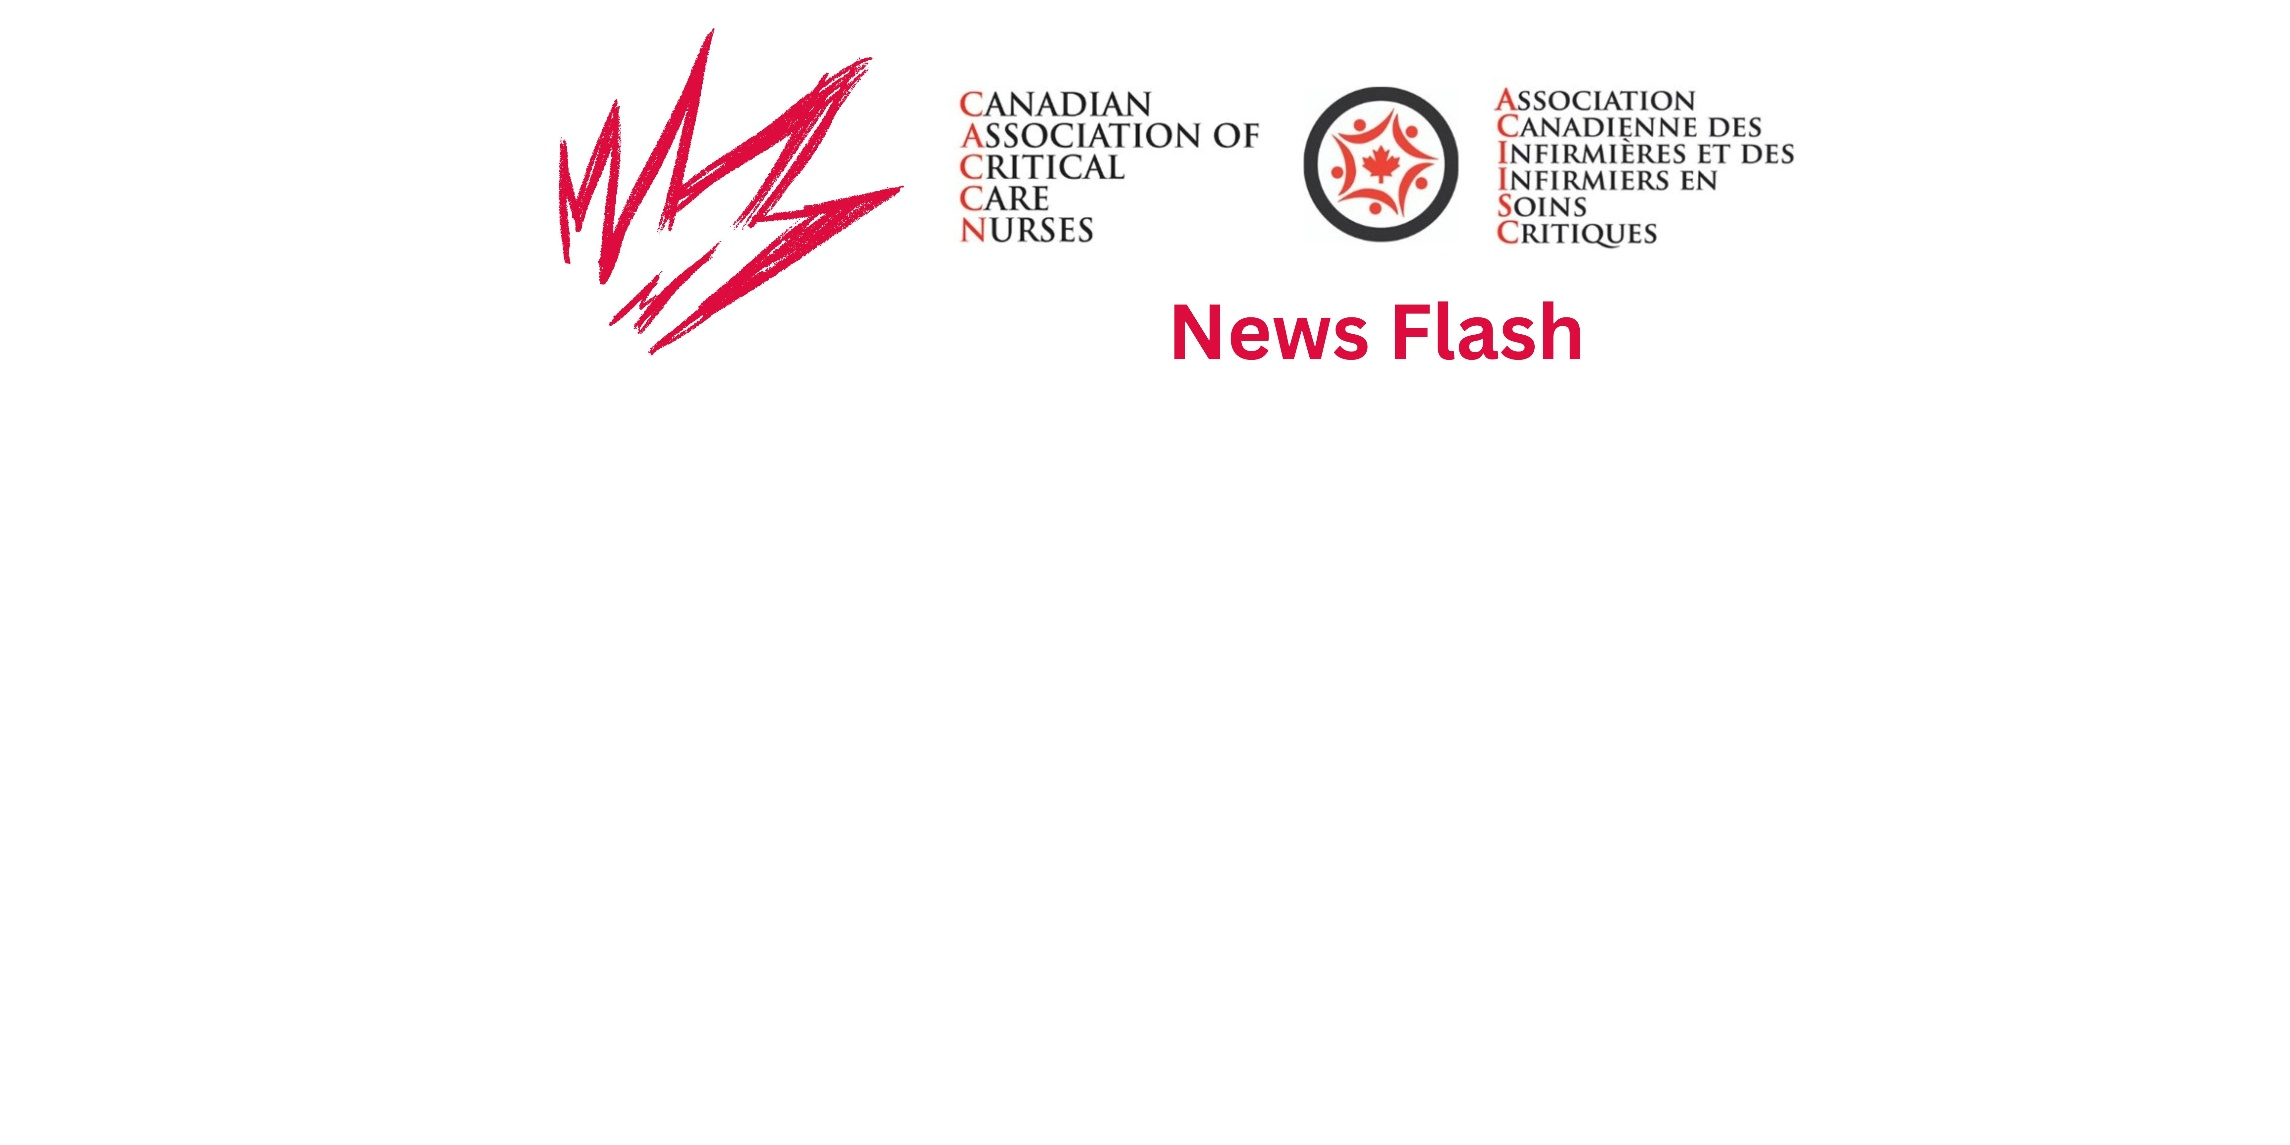 CANADIAN
ASSOCIATION OF
CRITICAL
CARE
NURSES
ASSOCIATION
CANADIENNE DES
INFIRMIÈRES ET DES
INFIRMIERS EN
SOINS
CRITIQUES
News Flash